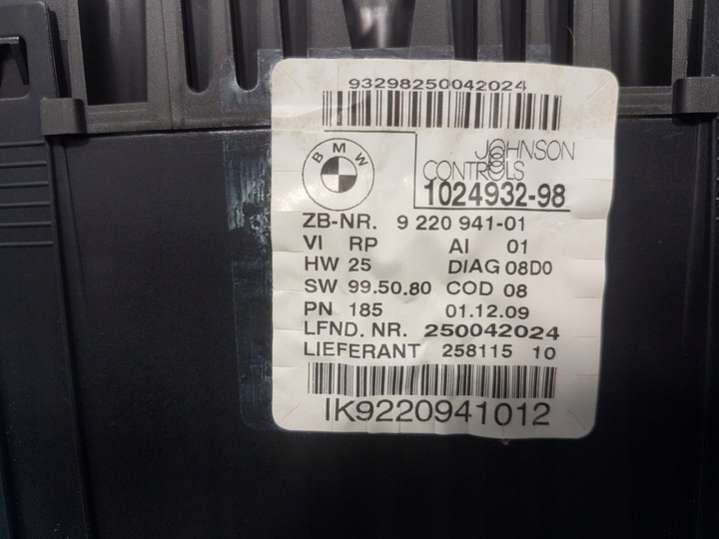 93298250042024
BMW
JOHNSON
CONTROLS
1024932-98
ZB-NR. 9 220 941-01
VI RP AI 01
HW 25 DIAG 08D0
SW 99.50.80 COD 08
PN 185 01.12.09
LFND. NR. 250042024
LIEFERANT 258115 10
IK9220941012